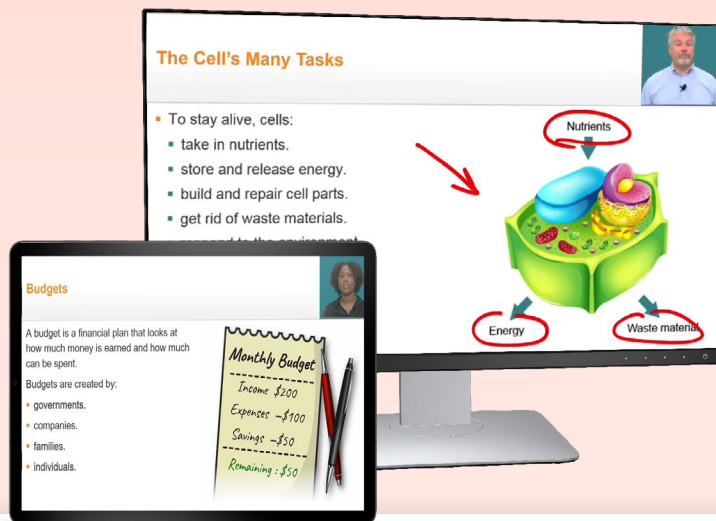 The Cell's Many Tasks
To stay alive, cells:
take in nutrients.
store and release energy.
build and repair cell parts.
get rid of waste materials.
Nutrients
Energy
Waste material
Budgets
A budget is a financial plan that looks at
how much money is earned and how much
can be spent.
Budgets are created by:
governments.
companies.
families.
individuals.
Monthly Budget
Income $200
Expenses -$100
Savings -$50
Remaining: $50